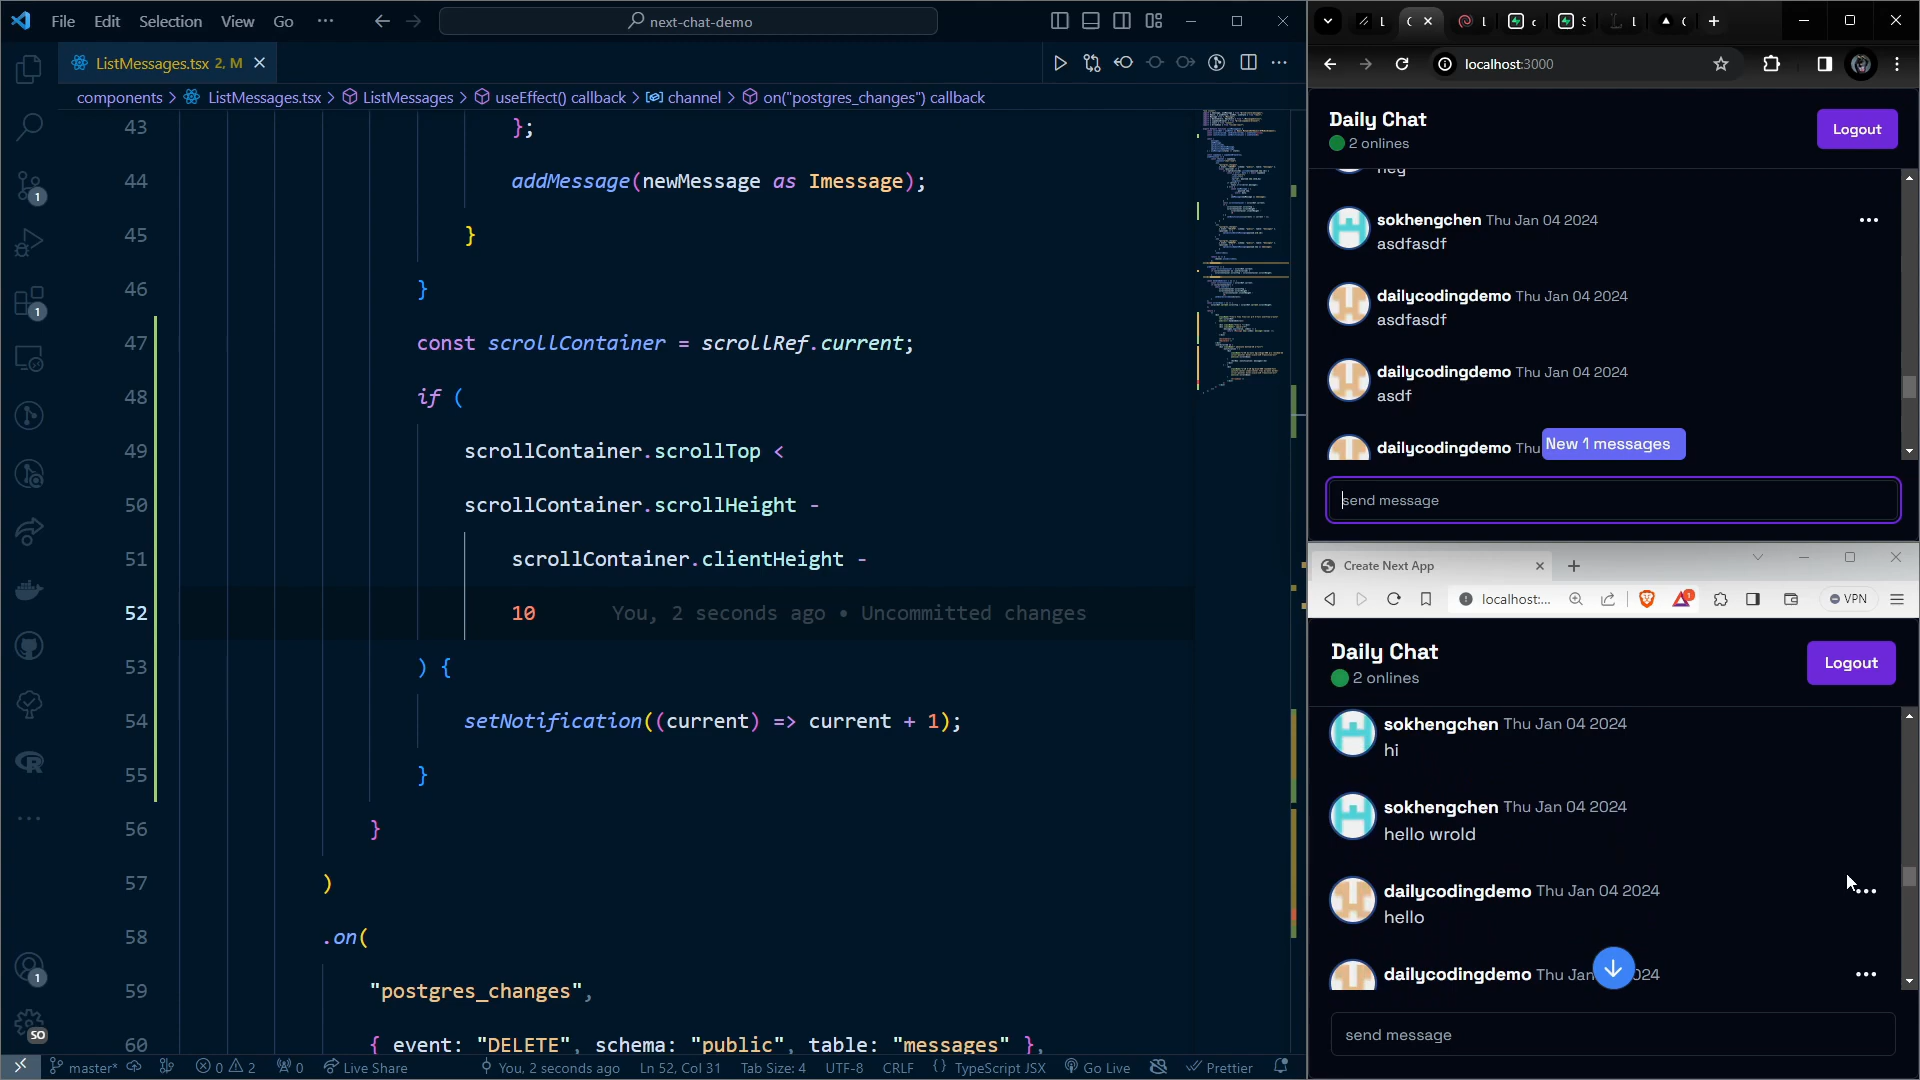 File Edit Selection View Go ···
next-chat-demo
ListMessages.tsx 2, M
components > ListMessages.tsx > ListMessages > useEffect() callback > channel > on("postgres_changes") callback
43 };
44 addMessage(newMessage as Imessage);
45 }
46 }
47 const scrollContainer = scrollRef.current;
48 if (
49 scrollContainer.scrollTop <
50 scrollContainer.scrollHeight -
51 scrollContainer.clientHeight -
52 10 You, 2 seconds ago • Uncommitted changes
53 ) {
54 setNotification((current) => current + 1);
55 }
56 }
57 )
58 .on(
59 "postgres_changes",
60 { event: "DELETE", schema: "public", table: "messages" },
1
1
1
SO
master* 0 2 0 Live Share You, 2 seconds ago Ln 52, Col 31 Tab Size: 4 UTF-8 CRLF {} TypeScript JSX Go Live Prettier
localhost:3000
Daily Chat
2 onlines
Logout
hey
sokhengchen Thu Jan 04 2024
asdfasdf
dailycodingdemo Thu Jan 04 2024
asdfasdf
dailycodingdemo Thu Jan 04 2024
asdf
dailycodingdemo Thu
New 1 messages
send message
Create Next App
localhost:...
1
VPN
Daily Chat
2 onlines
Logout
sokhengchen Thu Jan 04 2024
hi
sokhengchen Thu Jan 04 2024
hello wrold
dailycodingdemo Thu Jan 04 2024
hello
dailycodingdemo Thu Jan 024
send message